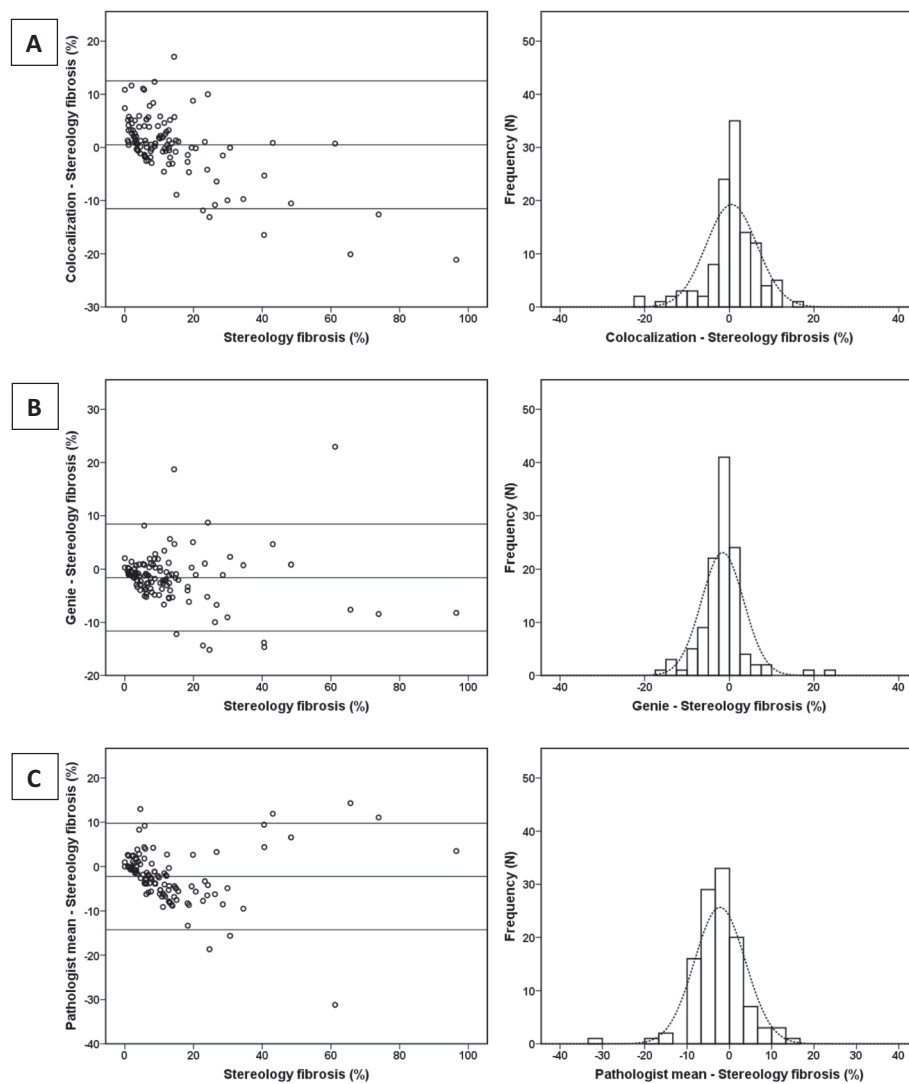 A
Colocalization - Stereology fibrosis (%)
20
10
0
-10
-20
-30
0 20 40 60 80 100
Stereology fibrosis (%)
Frequency (N)
50
40
30
20
10
0
-40 -20 0 20 40
Colocalization - Stereology fibrosis (%)
B
Genie - Stereology fibrosis (%)
30
20
10
0
-10
-20
0 20 40 60 80 100
Stereology fibrosis (%)
Frequency (N)
50
40
30
20
10
0
-40 -20 0 20 40
Genie - Stereology fibrosis (%)
C
Pathologist mean - Stereology fibrosis (%)
20
10
0
-10
-20
-30
-40
0 20 40 60 80 100
Stereology fibrosis (%)
Frequency (N)
50
40
30
20
10
0
-40 -30 -20 -10 0 10 20 30 40
Pathologist mean - Stereology fibrosis (%)